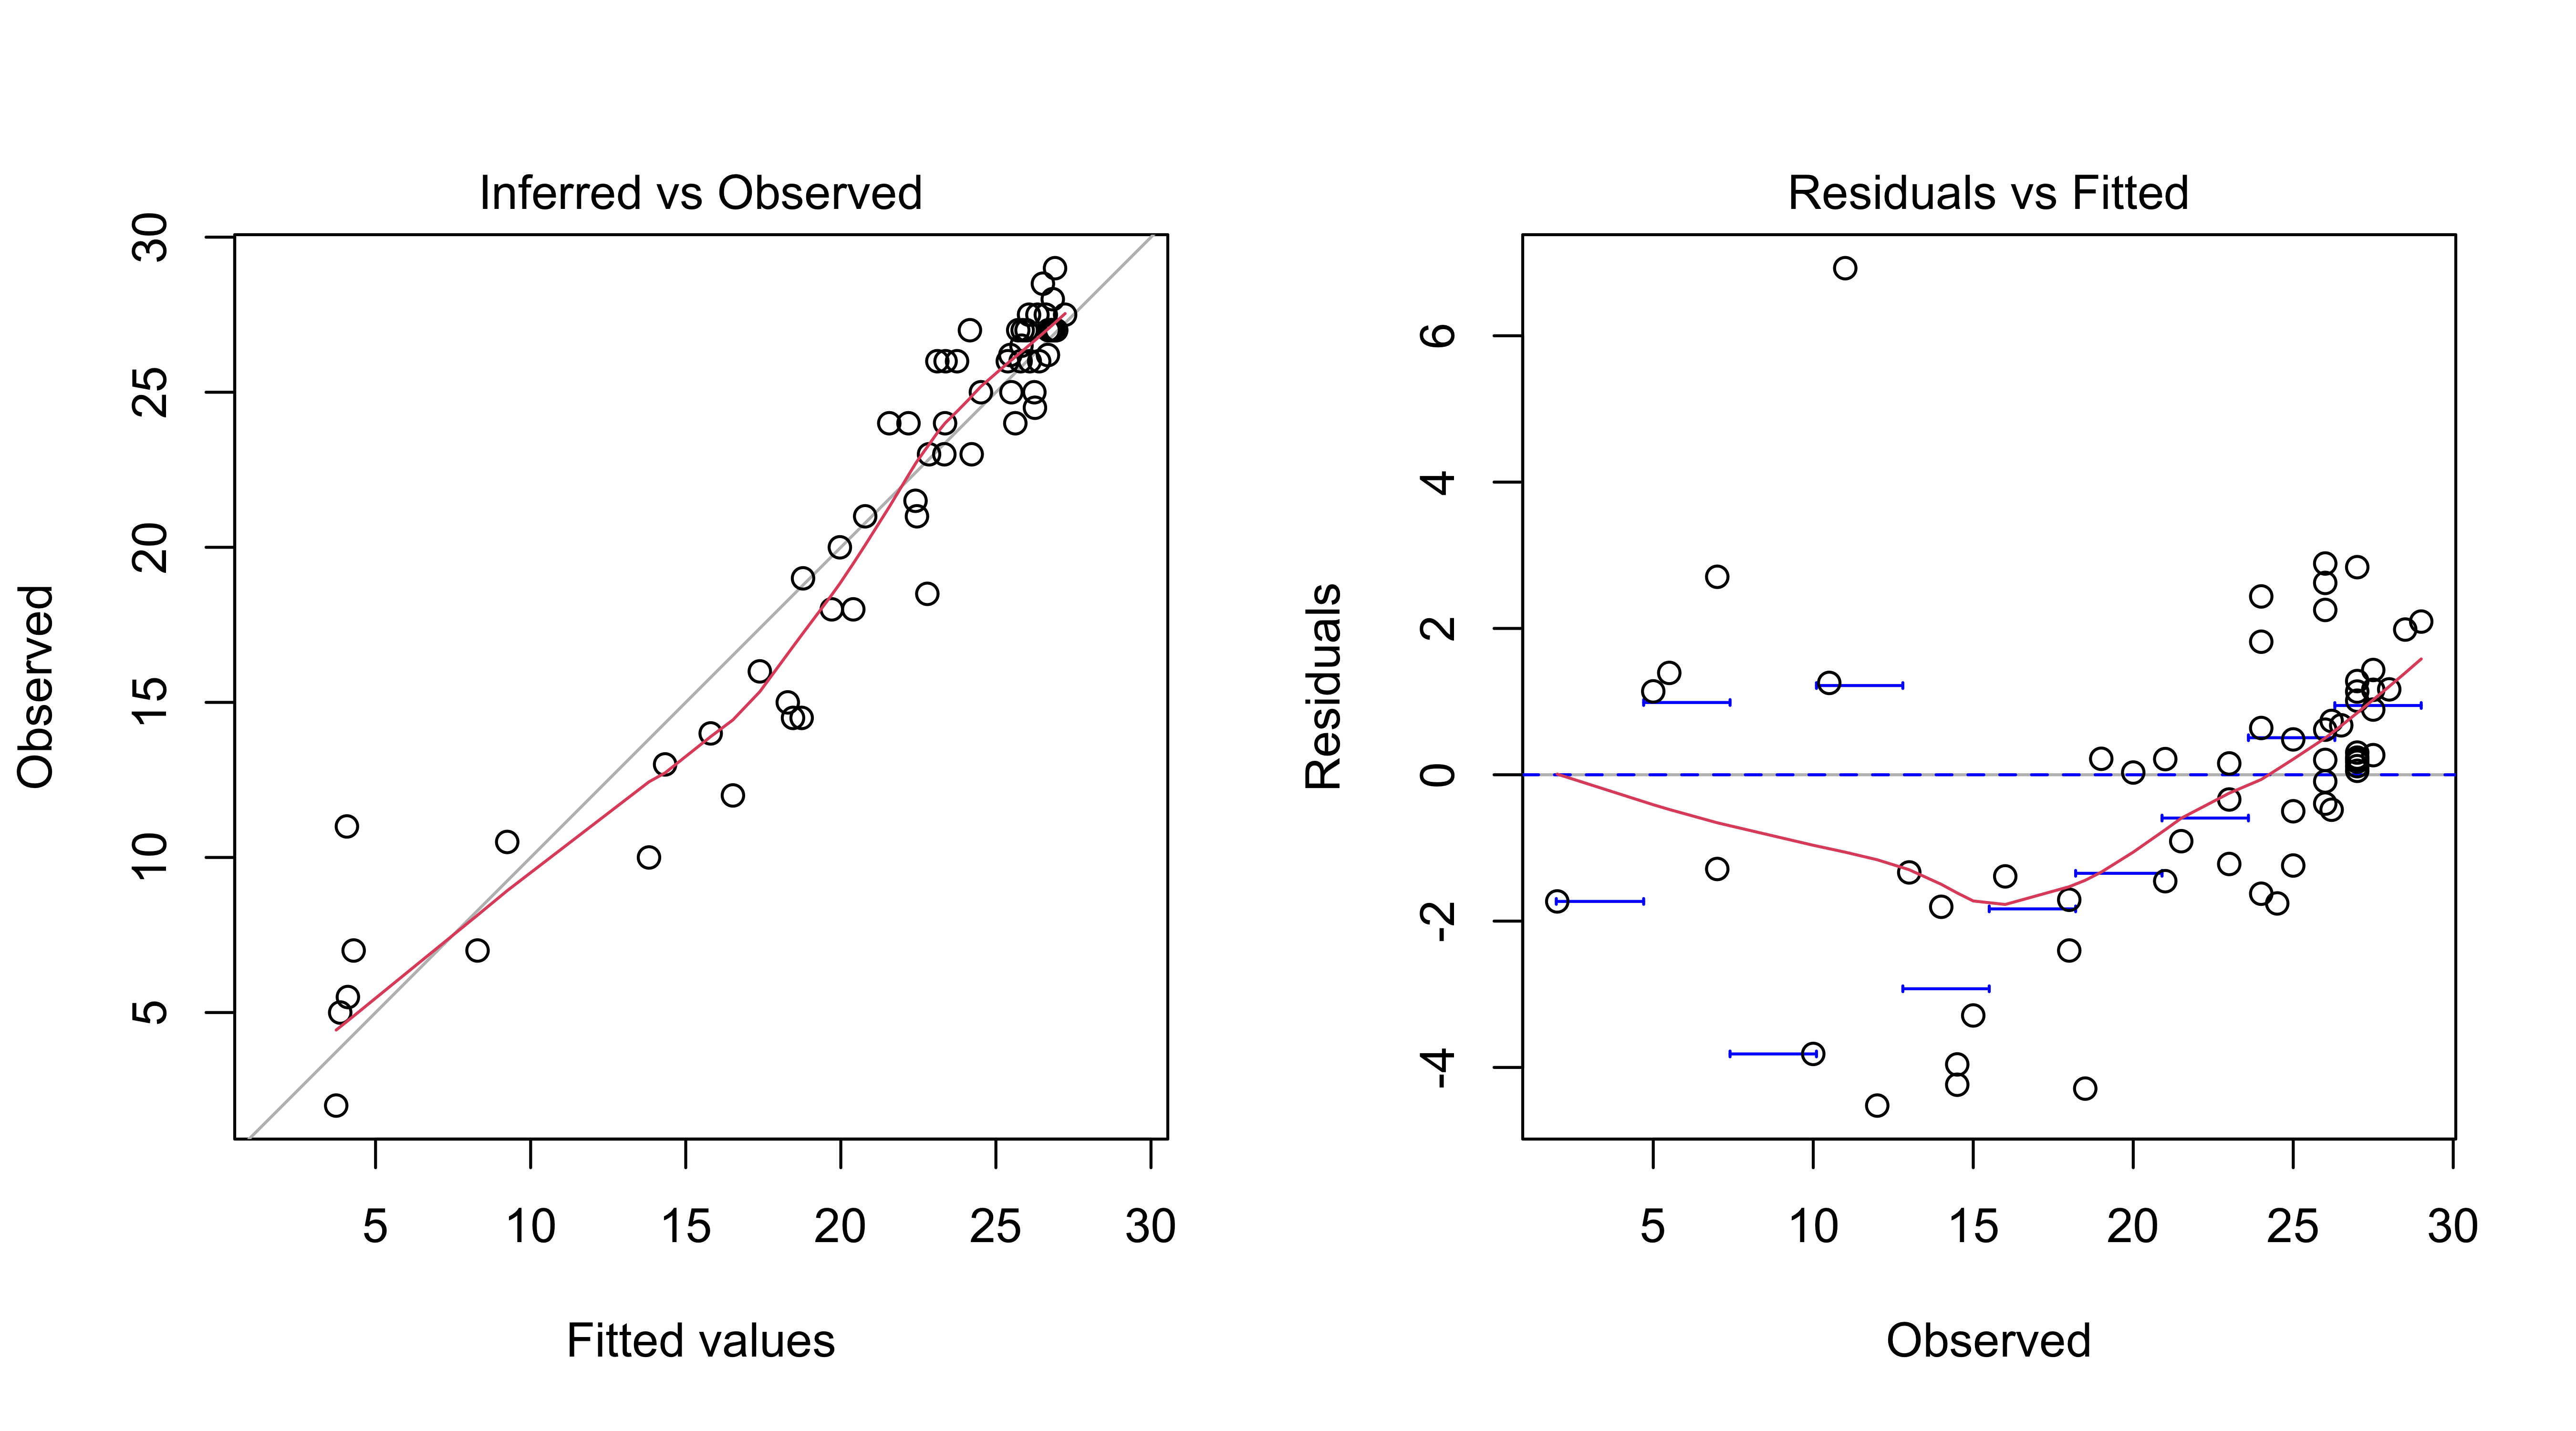 Inferred vs Observed
30
25
20
15
10
5
Observed
5 10 15 20 25 30
Fitted values
Residuals vs Fitted
6
4
2
0
-2
-4
Residuals
5 10 15 20 25 30
Observed